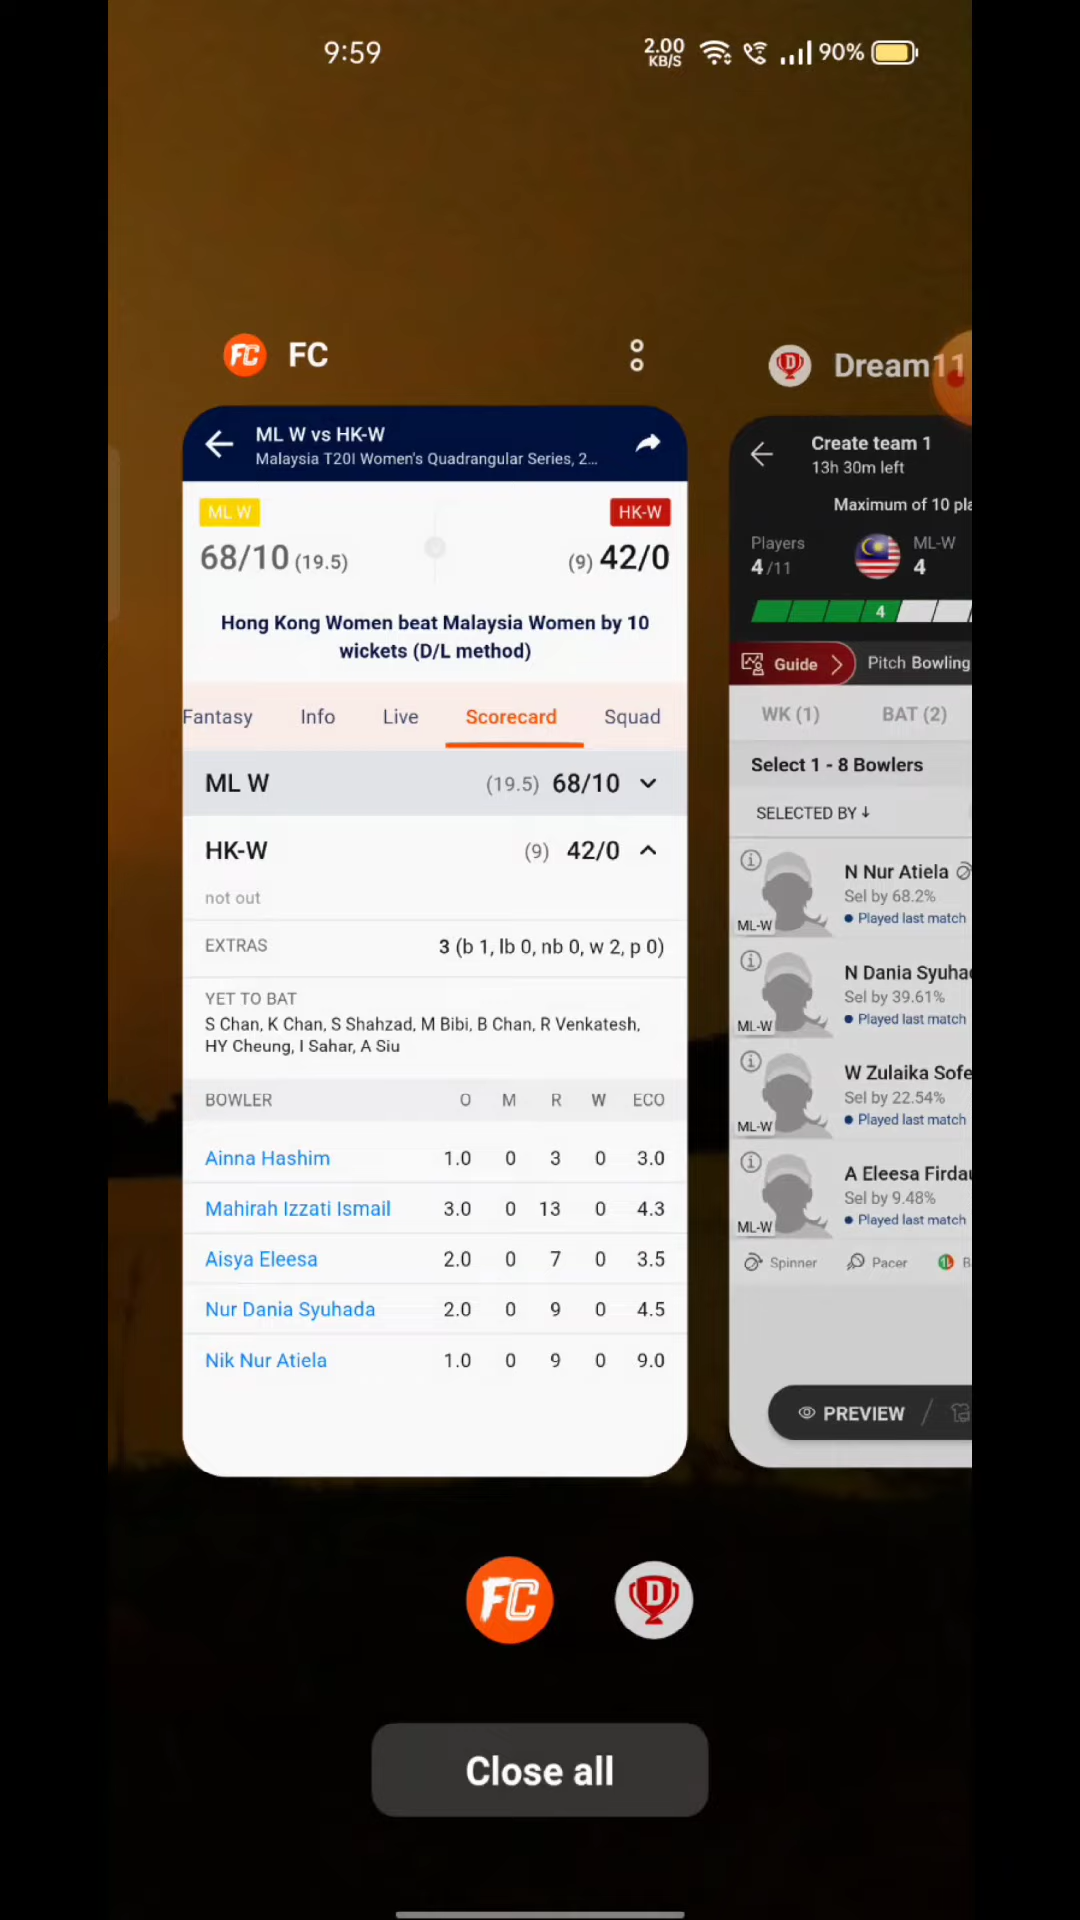 9:59
2.00
KB/S
90%
FC
ML W vs HK-W
Malaysia T20I Women's Quadrangular Series, 2...
ML W
HK-W
68/10 (19.5)
(9) 42/0
Hong Kong Women beat Malaysia Women by 10
wickets (D/L method)
Fantasy Info Live Scorecard Squad
ML W (19.5) 68/10
HK-W (9) 42/0
not out
EXTRAS 3 (b 1, lb 0, nb 0, w 2, p 0)
YET TO BAT
S Chan, K Chan, S Shahzad, M Bibi, B Chan, R Venkatesh,
HY Cheung, I Sahar, A Siu
BOWLER O M R W ECO
Ainna Hashim 1.0 0 3 0 3.0
Mahirah Izzati Ismail 3.0 0 13 0 4.3
Aisya Eleesa 2.0 0 7 0 3.5
Nur Dania Syuhada 2.0 0 9 0 4.5
Nik Nur Atiela 1.0 0 9 0 9.0
Dream11
Create team 1
13h 30m left
Maximum of 10 pla
Players
4/11
ML-W
4
4
Guide
Pitch Bowling
WK (1) BAT (2)
Select 1 - 8 Bowlers
SELECTED BY ↓
N Nur Atiela
Sel by 68.2%
Played last match
ML-W
N Dania Syuha
Sel by 39.61%
Played last match
ML-W
W Zulaika Sofe
Sel by 22.54%
Played last match
ML-W
A Eleesa Firda
Sel by 9.48%
Played last match
ML-W
Spinner Pacer B
PREVIEW /
FC
D
Close all